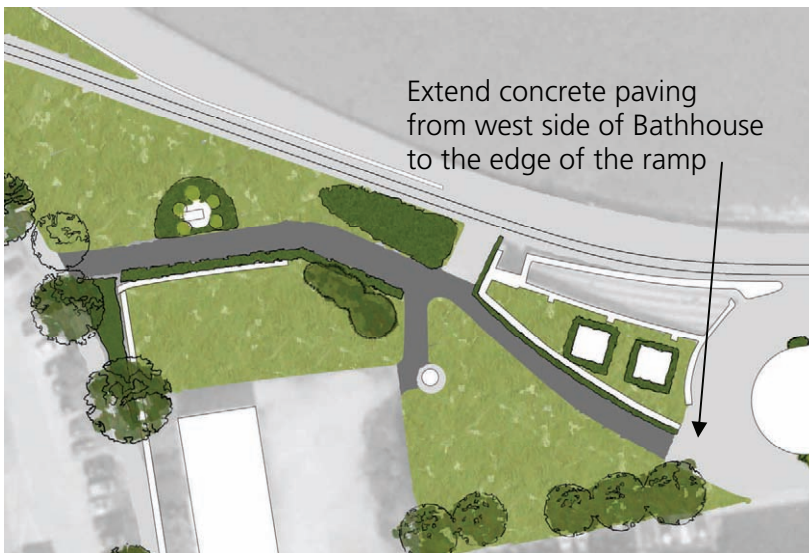 Extend concrete paving
from west side of Bathhouse
to the edge of the ramp